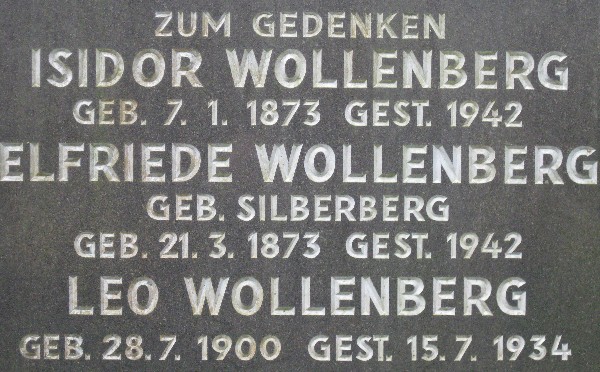 ZUM GEDENKEN
ISIDOR WOLLENBERG
GEB. 7. 1. 1873 GEST. 1942
ELFRIEDE WOLLENBERG
GEB. SILBERBERG
GEB. 21. 3. 1873 GEST. 1942
LEO WOLLENBERG
GEB. 28. 7. 1900 GEST. 15. 7. 1934